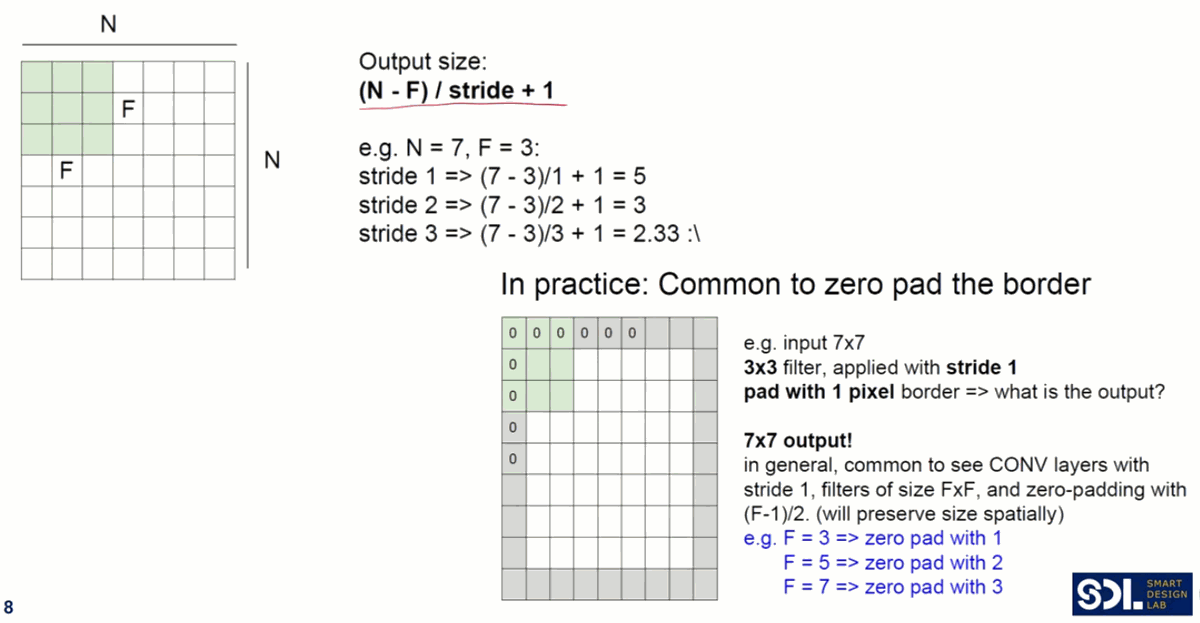 N
F
F
N
Output size:
(N - F) / stride + 1
e.g. N = 7, F = 3:
stride 1 => (7 - 3)/1 + 1 = 5
stride 2 => (7 - 3)/2 + 1 = 3
stride 3 => (7 - 3)/3 + 1 = 2.33 :\
In practice: Common to zero pad the border
0 0 0 0 0 0
0
0
0
0
e.g. input 7x7
3x3 filter, applied with stride 1
pad with 1 pixel border => what is the output?
7x7 output!
in general, common to see CONV layers with
stride 1, filters of size FxF, and zero-padding with
(F-1)/2. (will preserve size spatially)
e.g. F = 3 => zero pad with 1
F = 5 => zero pad with 2
F = 7 => zero pad with 3
8
SDL
SMART
DESIGN
LAB